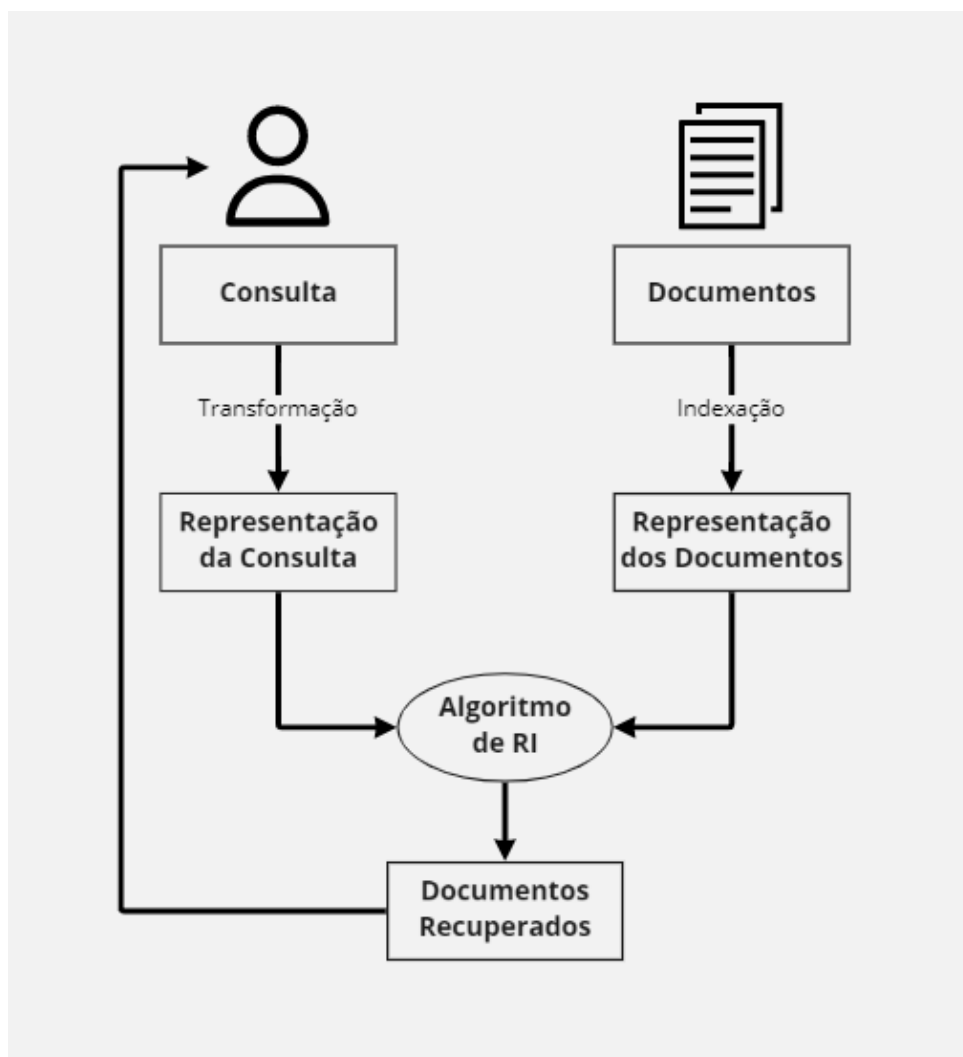 Consulta
Documentos
Transformação
Indexação
Representação
da Consulta
Representação
dos Documentos
Algoritmo
de RI
Documentos
Recuperados